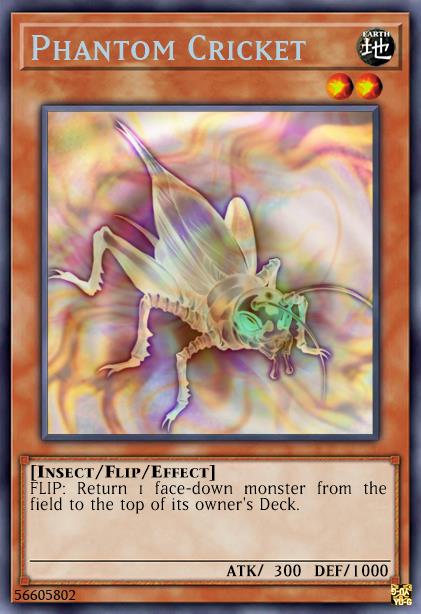 Phantom Cricket
EARTH
地
[Insect/Flip/Effect]
FLIP: Return 1 face-down monster from the
field to the top of its owner's Deck.
ATK/ 300 DEF/1000
56605802